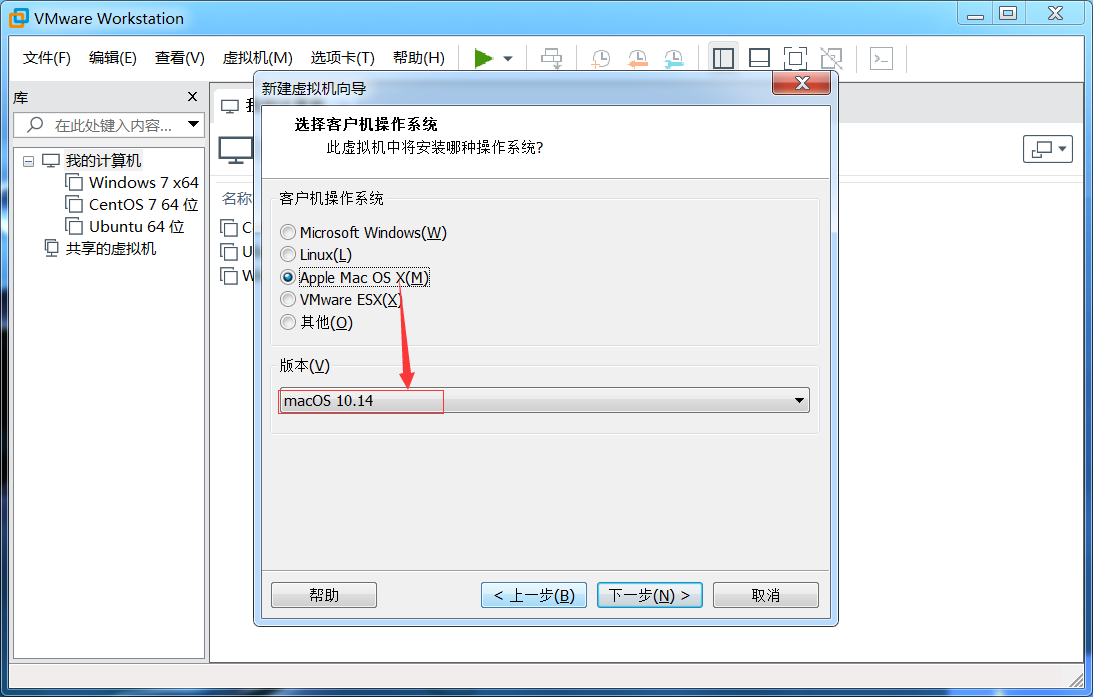 VMware Workstation
文件(F) 编辑(E) 查看(V) 虚拟机(M) 选项卡(T) 帮助(H)
库
在此处键入内容...
我的计算机
Windows 7 x64
CentOS 7 64 位
Ubuntu 64 位
共享的虚拟机
名称
新建虚拟机向导
选择客户机操作系统
此虚拟机中将安装哪种操作系统?
客户机操作系统
Microsoft Windows(W)
Linux(L)
Apple Mac OS X(M)
VMware ESX(X)
其他(O)
版本(V)
macOS 10.14
帮助
< 上一步(B)
下一步(N) >
取消